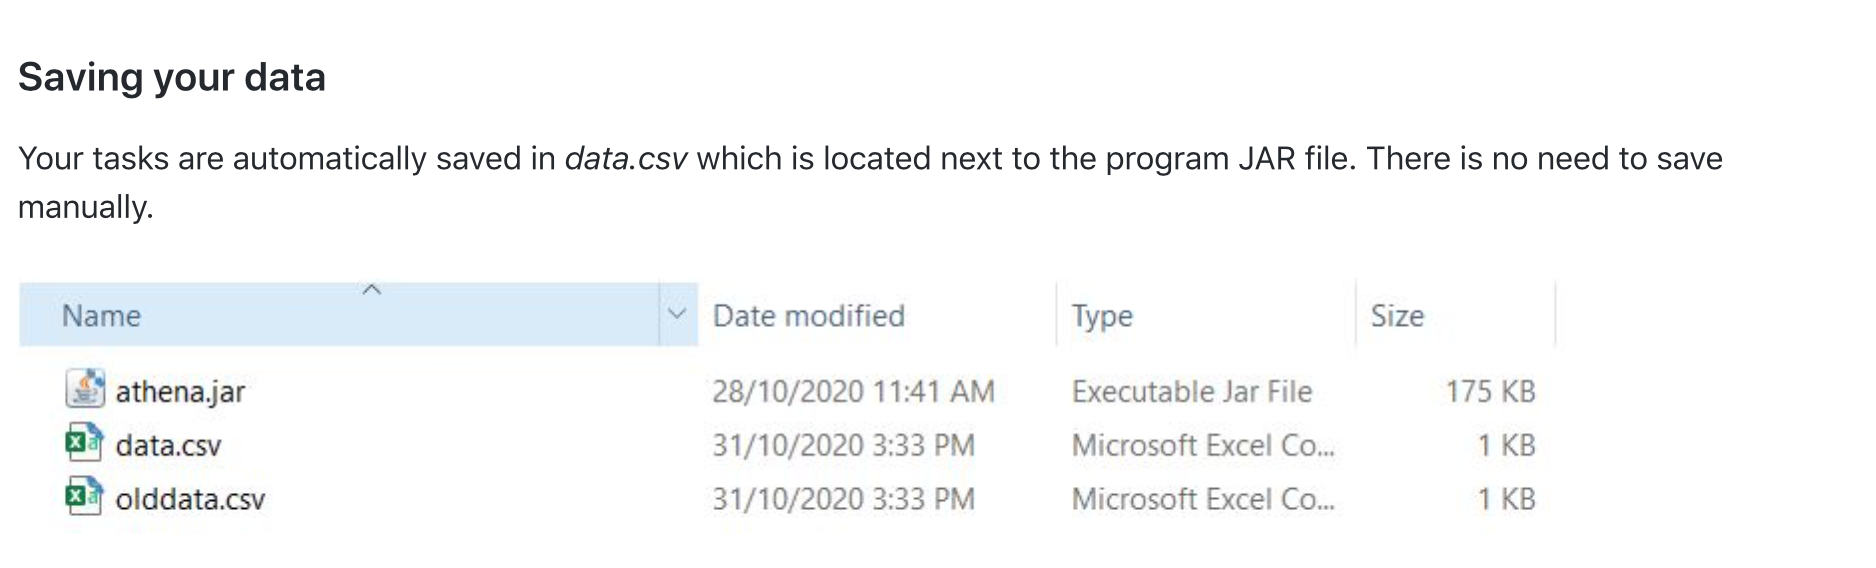 Saving your data
Your tasks are automatically saved in data.csv which is located next to the program JAR file. There is no need to save
manually.
Name Date modified Type Size
athena.jar 28/10/2020 11:41 AM Executable Jar File 175 KB
data.csv 31/10/2020 3:33 PM Microsoft Excel Co... 1 KB
olddata.csv 31/10/2020 3:33 PM Microsoft Excel Co... 1 KB